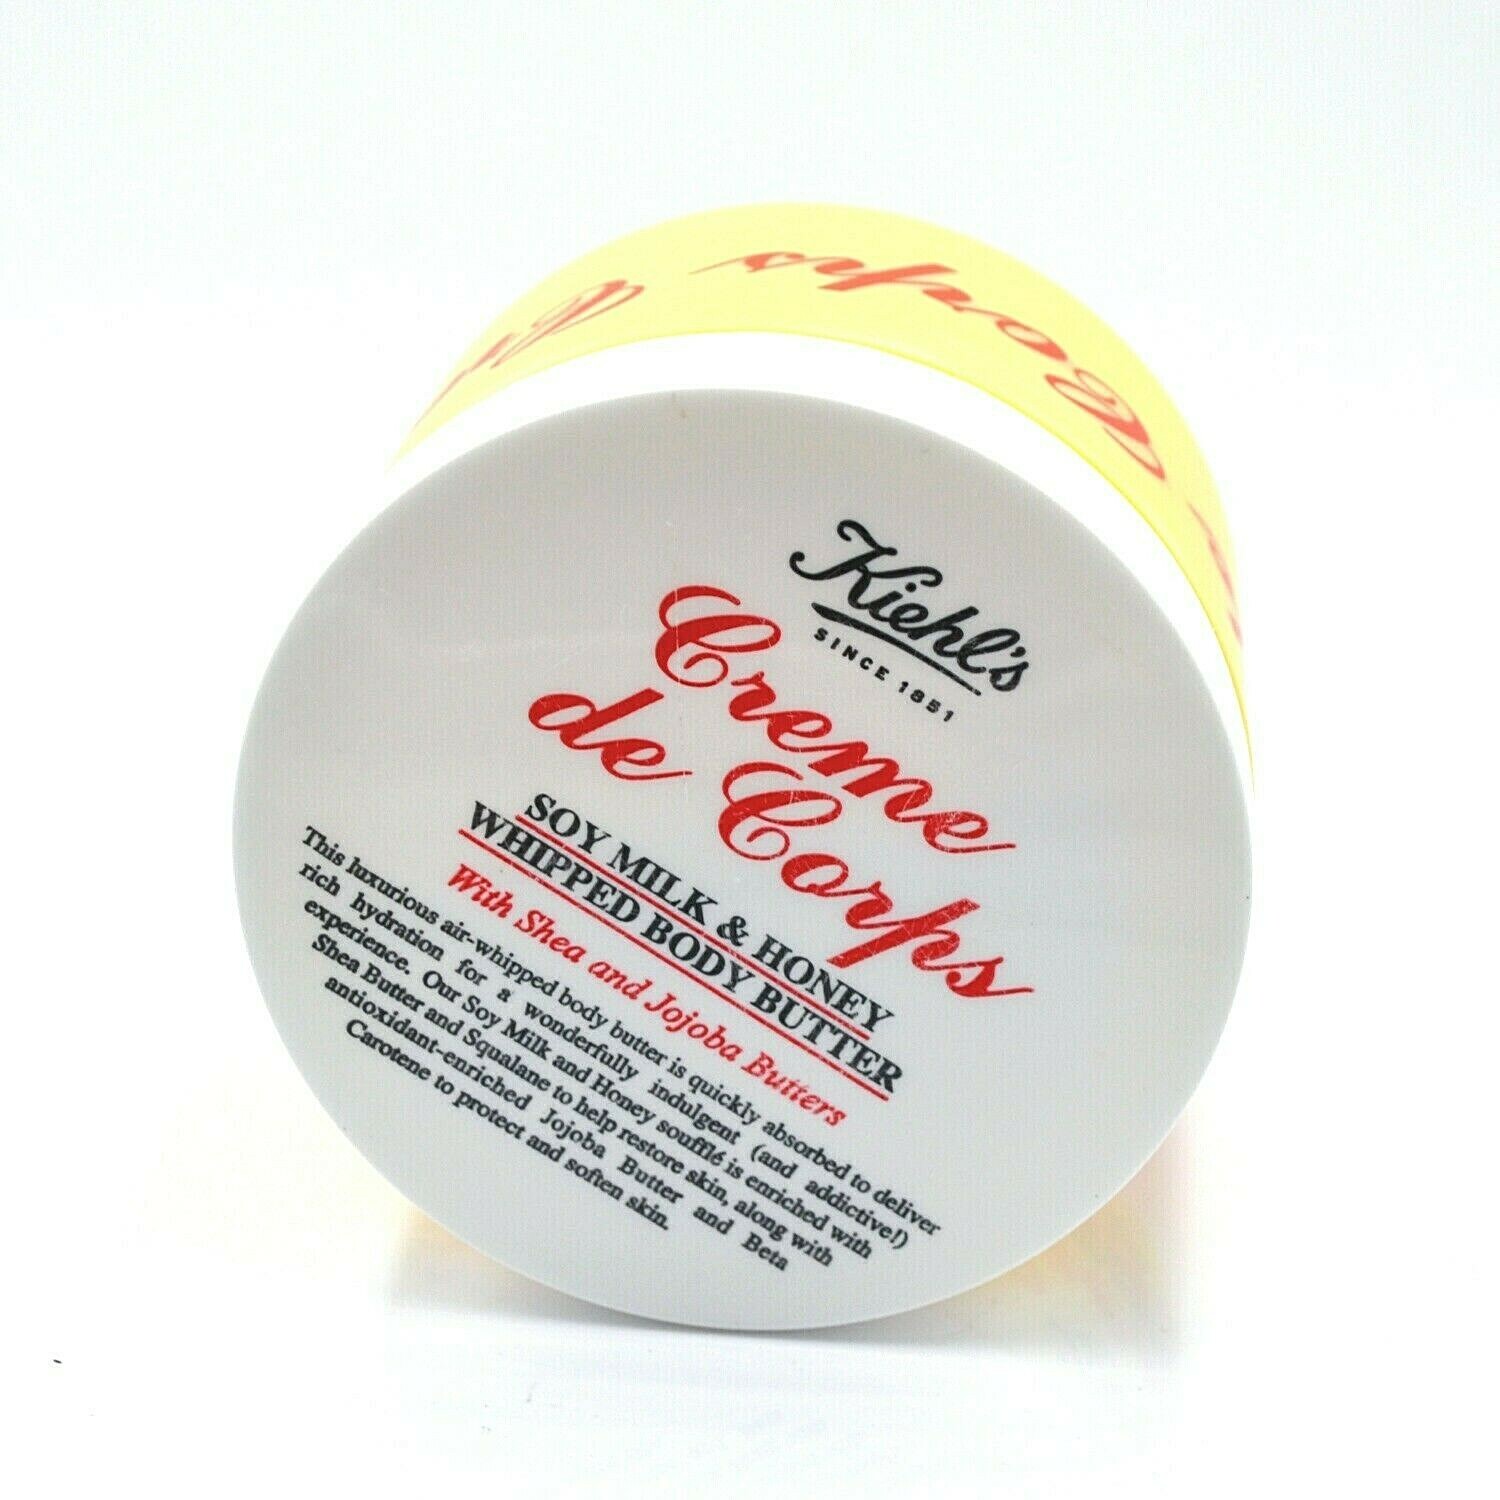 Kiehl's
SINCE 1851
Creme
de Corps
SOY MILK & HONEY
WHIPPED BODY BUTTER
With Shea and Jojoba Butters
This luxurious air-whipped body butter is quickly absorbed to deliver
rich hydration for a wonderfully indulgent (and addictive!)
experience. Our Soy Milk and Honey soufflé is enriched with
Shea Butter and Squalane to help restore skin, along with
antioxidant-enriched Jojoba Butter and Beta
Carotene to protect and soften skin.
Corps